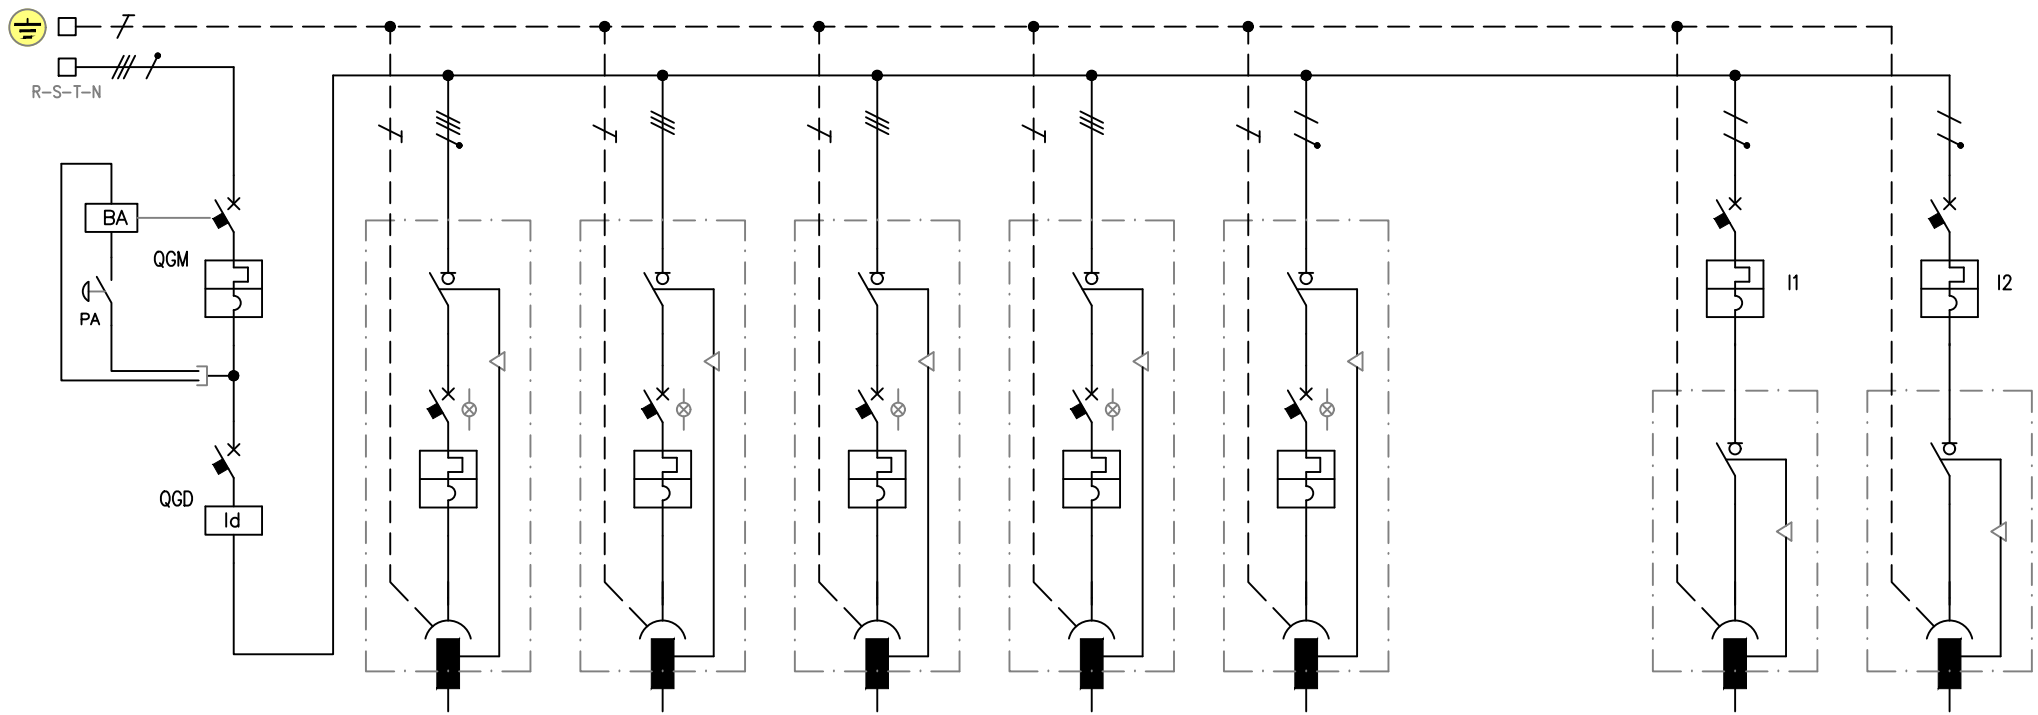 R-S-T-N
BA
QGM
PA
QGD
Id
I1
I2